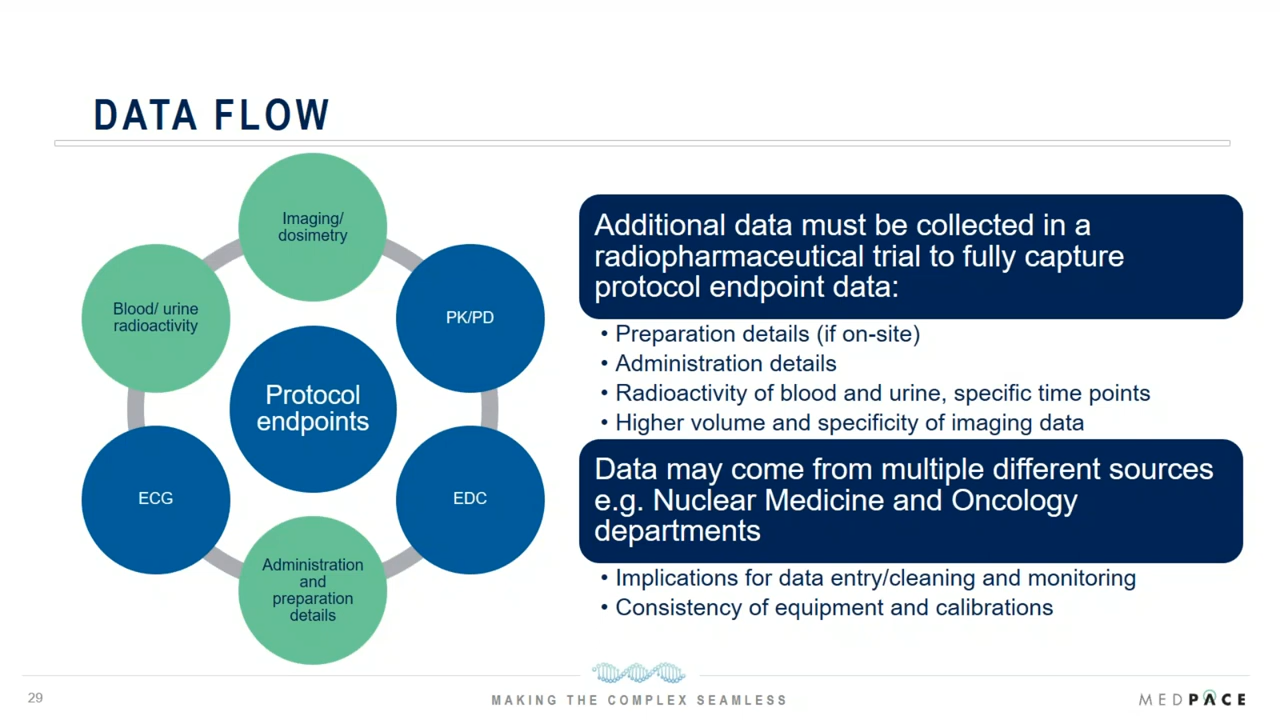 DATA FLOW
Imaging/
dosimetry
PK/PD
EDC
Administration
and
preparation
details
ECG
Blood/ urine
radioactivity
Protocol
endpoints
Additional data must be collected in a
radiopharmaceutical trial to fully capture
protocol endpoint data:
• Preparation details (if on-site)
• Administration details
• Radioactivity of blood and urine, specific time points
• Higher volume and specificity of imaging data
Data may come from multiple different sources
e.g. Nuclear Medicine and Oncology
departments
• Implications for data entry/cleaning and monitoring
• Consistency of equipment and calibrations
29
MAKING THE COMPLEX SEAMLESS
MEDPACE